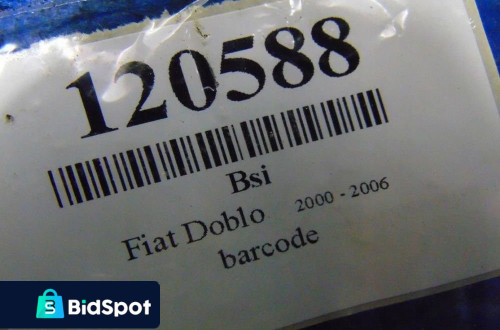 120588
Bsi
Fiat Doblo 2000 - 2006
barcode
S BidSpot